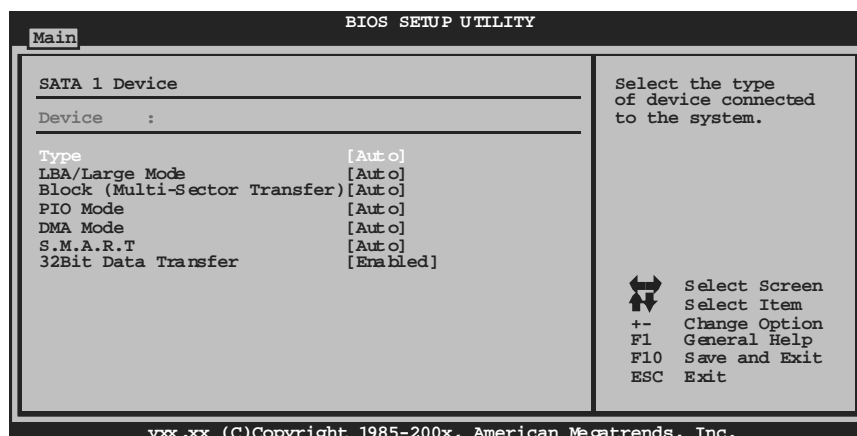 BIOS SETUP UTILITY
Main
SATA 1 Device
Device :
Type [Auto]
LBA/Large Mode [Auto]
Block (Multi-Sector Transfer)[Auto]
PIO Mode [Auto]
DMA Mode [Auto]
S.M.A.R.T [Auto]
32Bit Data Transfer [Enabled]
Select the type
of device connected
to the system.
Select Screen
Select Item
+- Change Option
F1 General Help
F10 Save and Exit
ESC Exit
vxx.xx (C)Copyright 1985-200x, American Megatrends, Inc.